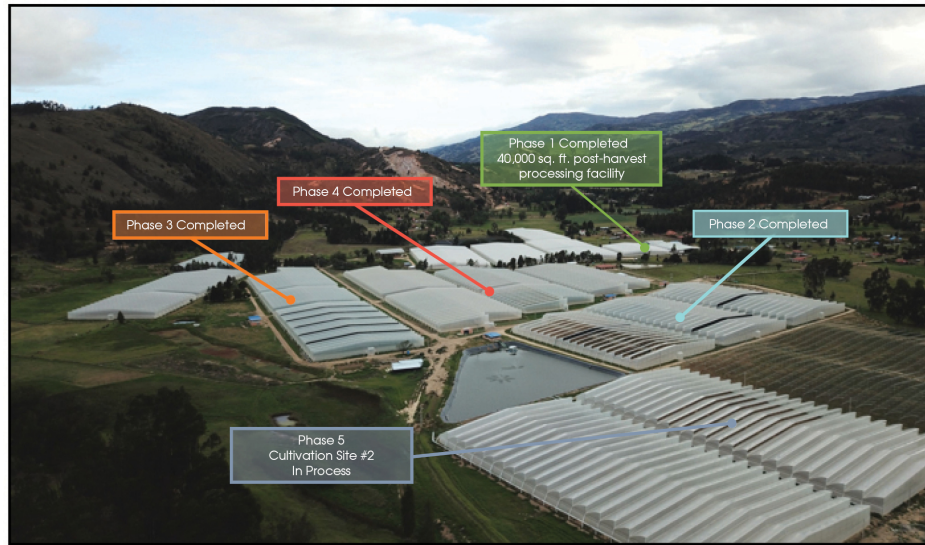 Phase 1 Completed
40,000 sq. ft. post-harvest
processing facility
Phase 4 Completed
Phase 3 Completed
Phase 2 Completed
Phase 5
Cultivation Site #2
In Process